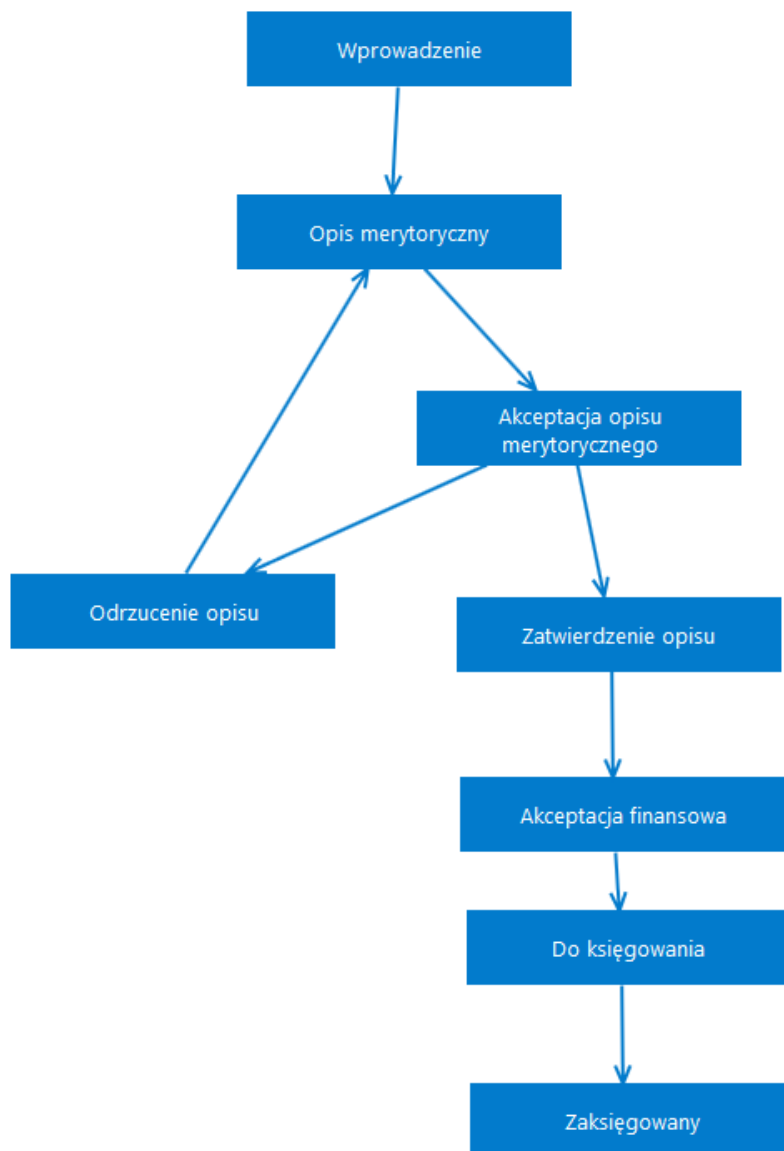 Wprowadzenie
Opis merytoryczny
Akceptacja opisu
merytorycznego
Odrzucenie opisu
Zatwierdzenie opisu
Akceptacja finansowa
Do księgowania
Zaksięgowany